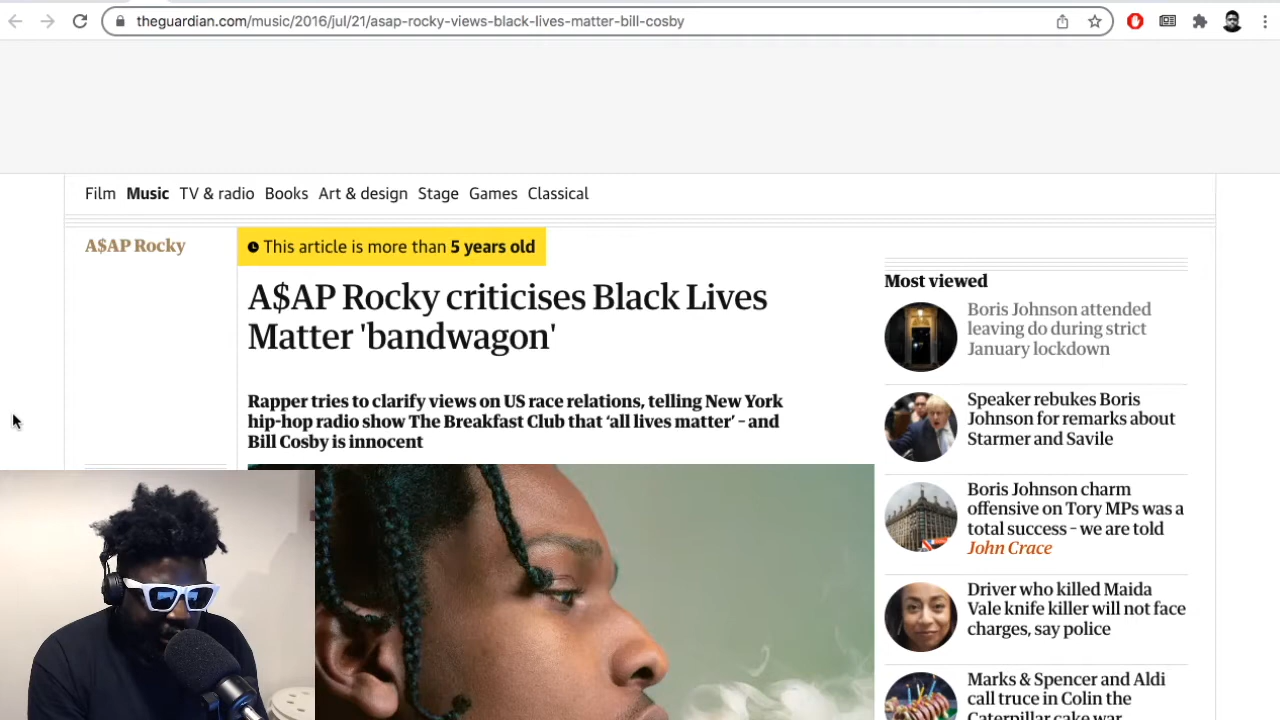 theguardian.com/music/2016/jul/21/asap-rocky-views-black-lives-matter-bill-cosby
Film Music TV & radio Books Art & design Stage Games Classical
A$AP Rocky
This article is more than 5 years old
A$AP Rocky criticises Black Lives
Matter 'bandwagon'
Rapper tries to clarify views on US race relations, telling New York
hip-hop radio show The Breakfast Club that ‘all lives matter’ – and
Bill Cosby is innocent
Most viewed
Boris Johnson attended
leaving do during strict
January lockdown
Speaker rebukes Boris
Johnson for remarks about
Starmer and Savile
Boris Johnson charm
offensive on Tory MPs was a
total success – we are told
John Crace
Driver who killed Maida
Vale knife killer will not face
charges, say police
Marks & Spencer and Aldi
call truce in Colin the
Caterpillar cake war